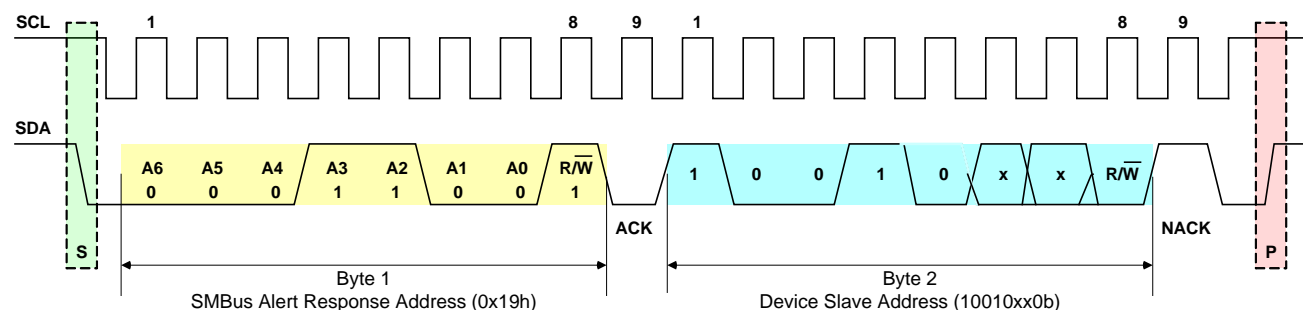 SCL 1 8 9 1 8 9
SDA
A6 A5 A4 A3 A2 A1 A0 R/W̅
0 0 0 1 1 0 0 1
1 0 0 1 0 x x R/W̅
S ACK NACK P
Byte 1 Byte 2
SMBus Alert Response Address (0x19h) Device Slave Address (10010xx0b)